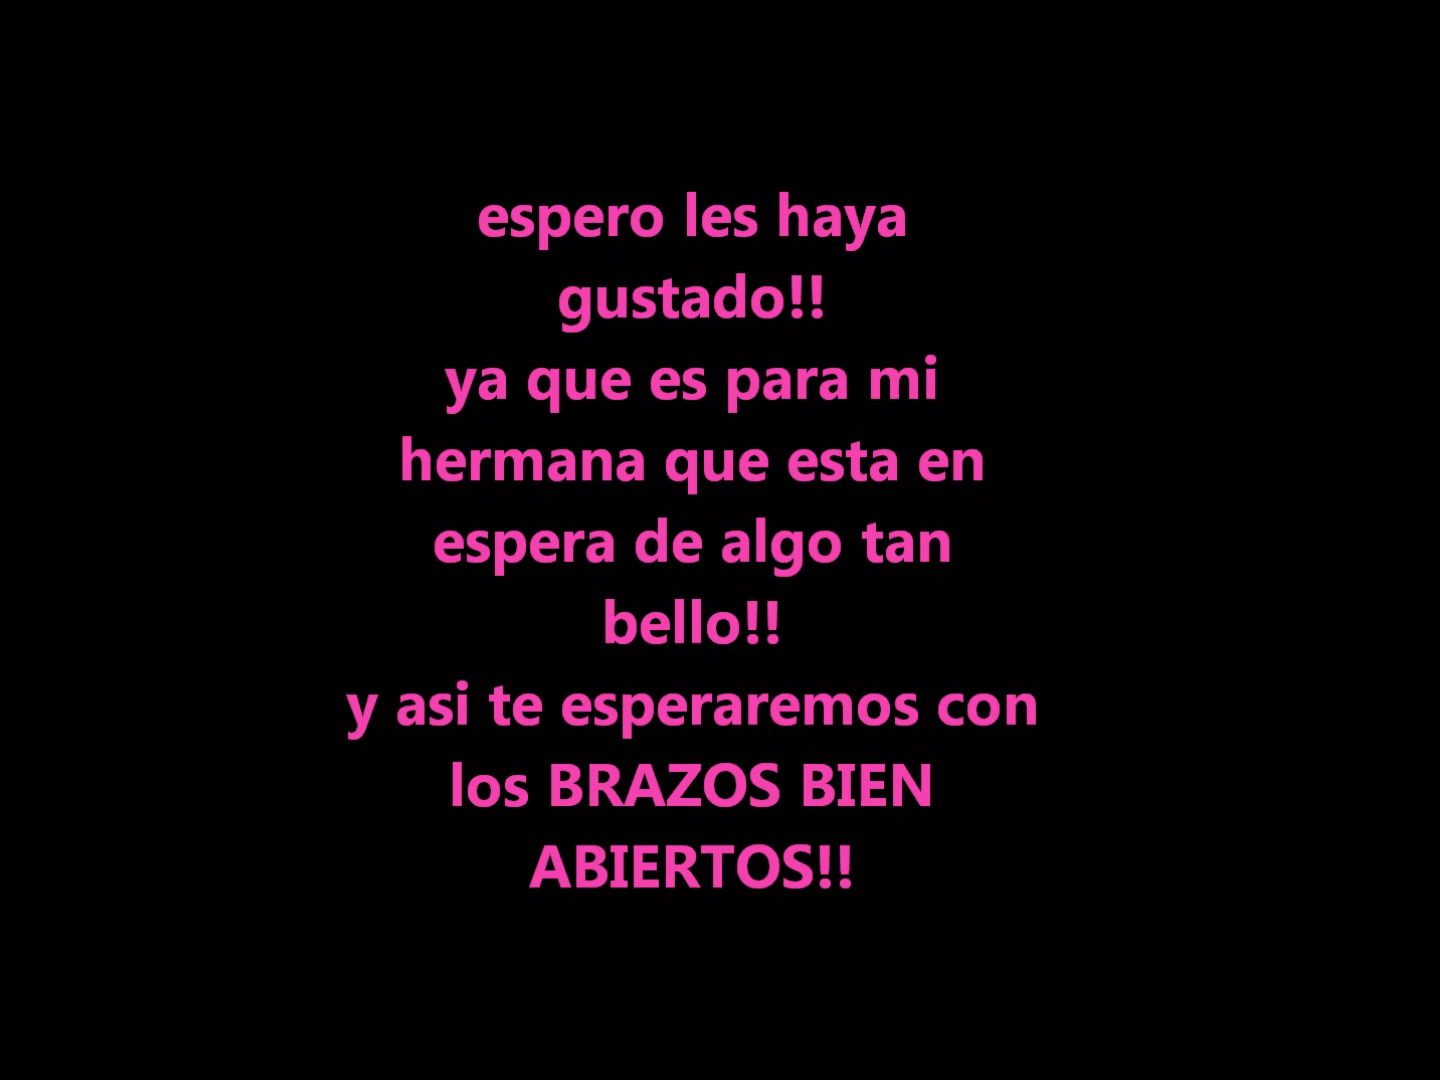 espero les haya
gustado!!
ya que es para mi
hermana que esta en
espera de algo tan
bello!!
y asi te esperaremos con
los BRAZOS BIEN
ABIERTOS!!